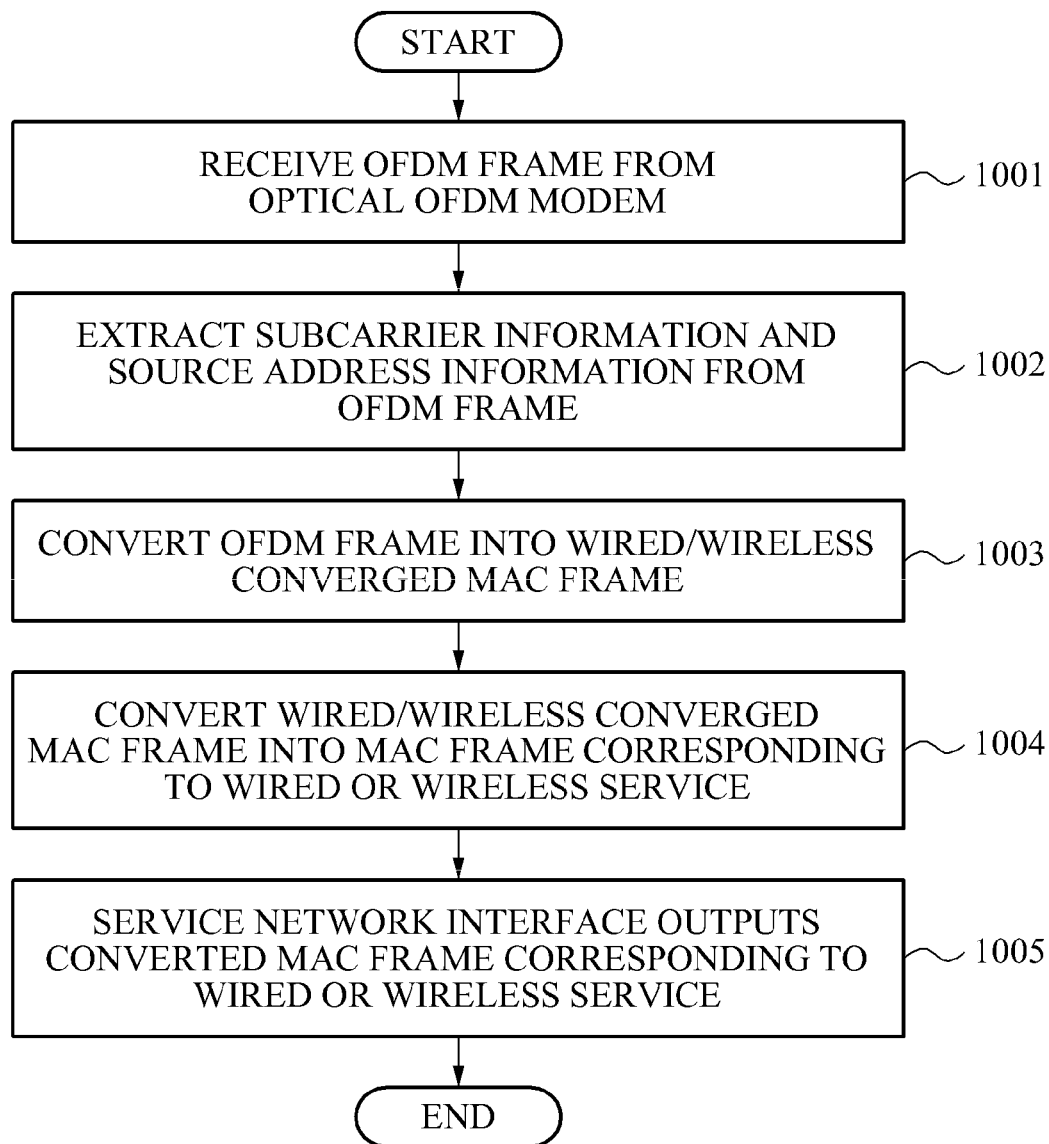 START
RECEIVE OFDM FRAME FROM
OPTICAL OFDM MODEM
1001
EXTRACT SUBCARRIER INFORMATION AND
SOURCE ADDRESS INFORMATION FROM
OFDM FRAME
1002
CONVERT OFDM FRAME INTO WIRED/WIRELESS
CONVERGED MAC FRAME
1003
CONVERT WIRED/WIRELESS CONVERGED
MAC FRAME INTO MAC FRAME CORRESPONDING
TO WIRED OR WIRELESS SERVICE
1004
SERVICE NETWORK INTERFACE OUTPUTS
CONVERTED MAC FRAME CORRESPONDING TO
WIRED OR WIRELESS SERVICE
1005
END